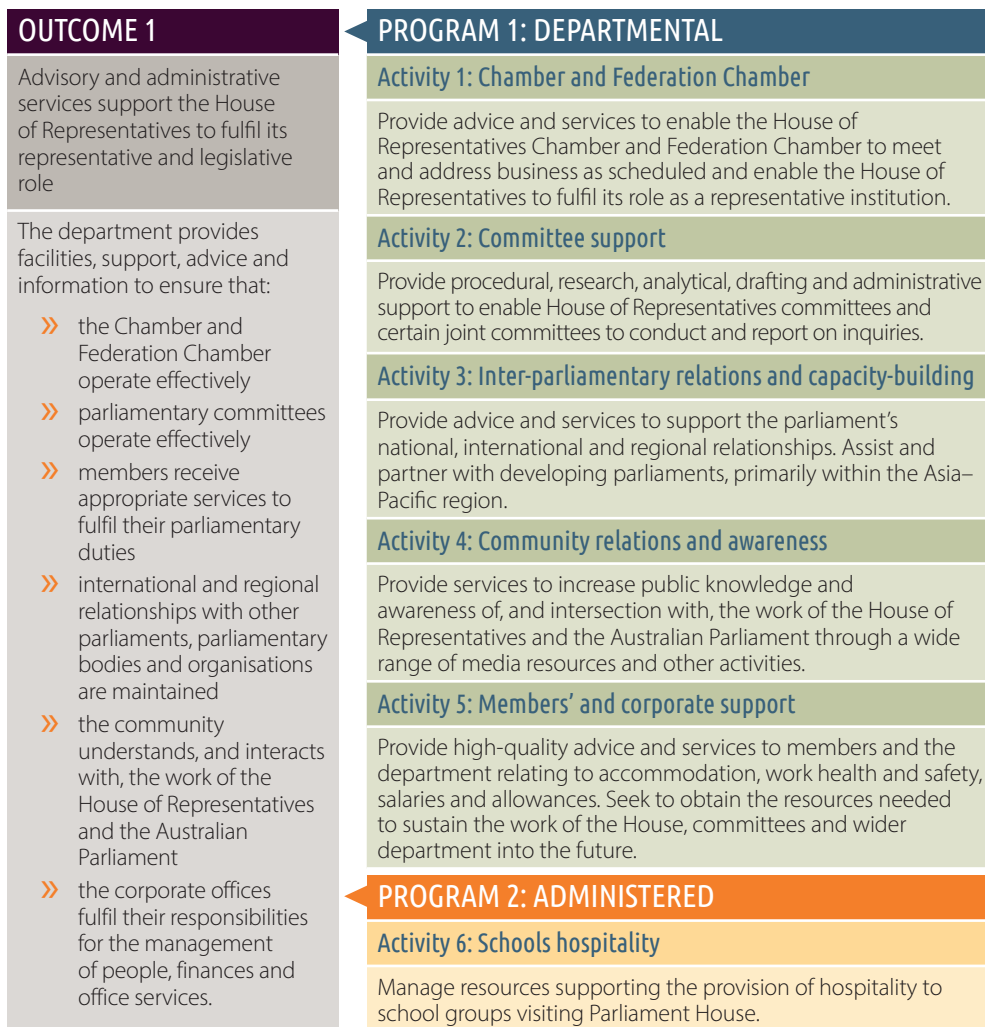 OUTCOME 1
Advisory and administrative
services support the House
of Representatives to fulfil its
representative and legislative
role
The department provides
facilities, support, advice and
information to ensure that:
» the Chamber and
Federation Chamber
operate effectively
» parliamentary committees
operate effectively
» members receive
appropriate services to
fulfil their parliamentary
duties
» international and regional
relationships with other
parliaments, parliamentary
bodies and organisations
are maintained
» the community
understands, and interacts
with, the work of the
House of Representatives
and the Australian
Parliament
» the corporate offices
fulfil their responsibilities
for the management
of people, finances and
office services.
PROGRAM 1: DEPARTMENTAL
Activity 1: Chamber and Federation Chamber
Provide advice and services to enable the House of
Representatives Chamber and Federation Chamber to meet
and address business as scheduled and enable the House of
Representatives to fulfil its role as a representative institution.
Activity 2: Committee support
Provide procedural, research, analytical, drafting and administrative
support to enable House of Representatives committees and
certain joint committees to conduct and report on inquiries.
Activity 3: Inter-parliamentary relations and capacity-building
Provide advice and services to support the parliament's
national, international and regional relationships. Assist and
partner with developing parliaments, primarily within the Asia–
Pacific region.
Activity 4: Community relations and awareness
Provide services to increase public knowledge and
awareness of, and intersection with, the work of the House of
Representatives and the Australian Parliament through a wide
range of media resources and other activities.
Activity 5: Members' and corporate support
Provide high-quality advice and services to members and the
department relating to accommodation, work health and safety,
salaries and allowances. Seek to obtain the resources needed
to sustain the work of the House, committees and wider
department into the future.
PROGRAM 2: ADMINISTERED
Activity 6: Schools hospitality
Manage resources supporting the provision of hospitality to
school groups visiting Parliament House.